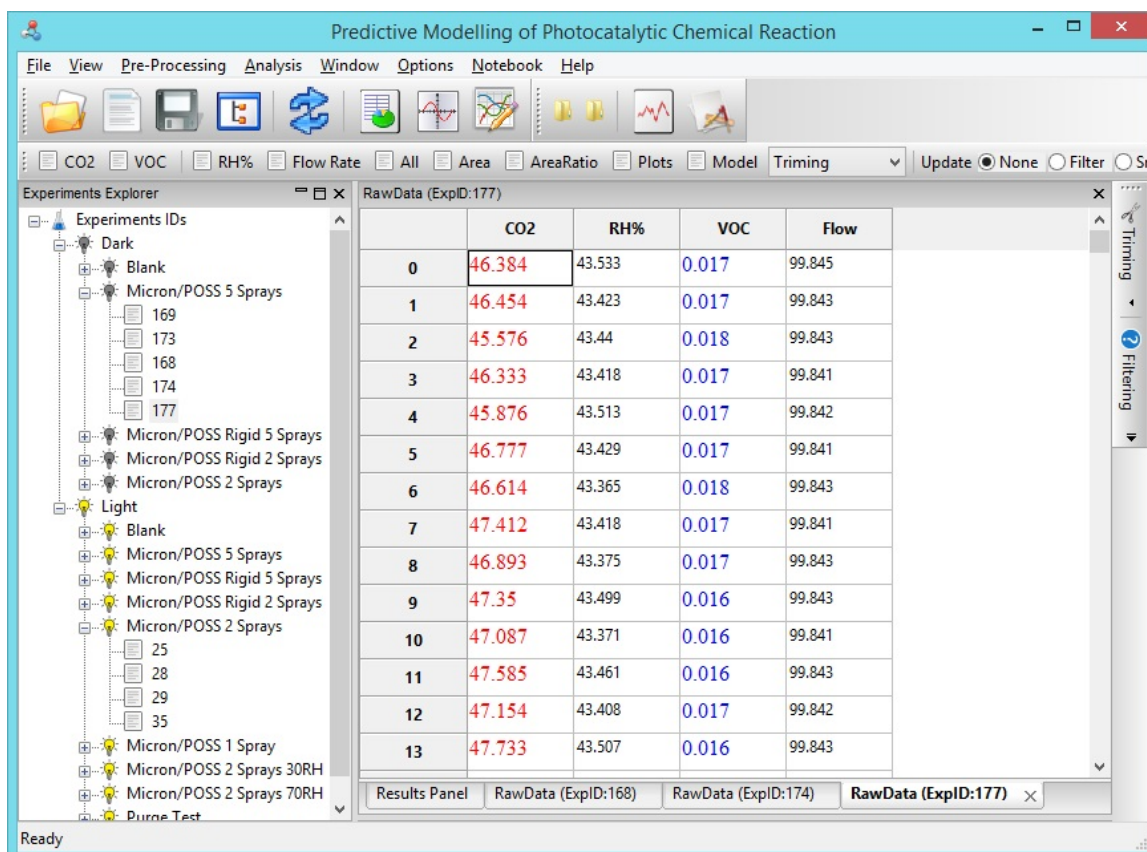 Predictive Modelling of Photocatalytic Chemical Reaction
File View Pre-Processing Analysis Window Options Notebook Help
CO2 VOC RH% Flow Rate All Area AreaRatio Plots Model Triming Update None Filter
Experiments Explorer
Experiments IDs
Dark
Blank
Micron/POSS 5 Sprays
169
173
168
174
177
Micron/POSS Rigid 5 Sprays
Micron/POSS Rigid 2 Sprays
Micron/POSS 2 Sprays
Light
Blank
Micron/POSS 5 Sprays
Micron/POSS Rigid 5 Sprays
Micron/POSS Rigid 2 Sprays
Micron/POSS 2 Sprays
25
28
29
35
Micron/POSS 1 Spray
Micron/POSS 2 Sprays 30RH
Micron/POSS 2 Sprays 70RH
Purge Test
RawData (ExpID:177)
CO2 RH% VOC Flow
0 46.384 43.533 0.017 99.845
1 46.454 43.423 0.017 99.843
2 45.576 43.44 0.018 99.843
3 46.333 43.418 0.017 99.841
4 45.876 43.513 0.017 99.842
5 46.777 43.429 0.017 99.841
6 46.614 43.365 0.018 99.843
7 47.412 43.418 0.017 99.841
8 46.893 43.375 0.017 99.843
9 47.35 43.499 0.016 99.843
10 47.087 43.371 0.016 99.841
11 47.585 43.461 0.016 99.843
12 47.154 43.408 0.017 99.842
13 47.733 43.507 0.016 99.843
Results Panel RawData (ExpID:168) RawData (ExpID:174) RawData (ExpID:177)
Triming
Filtering
Ready